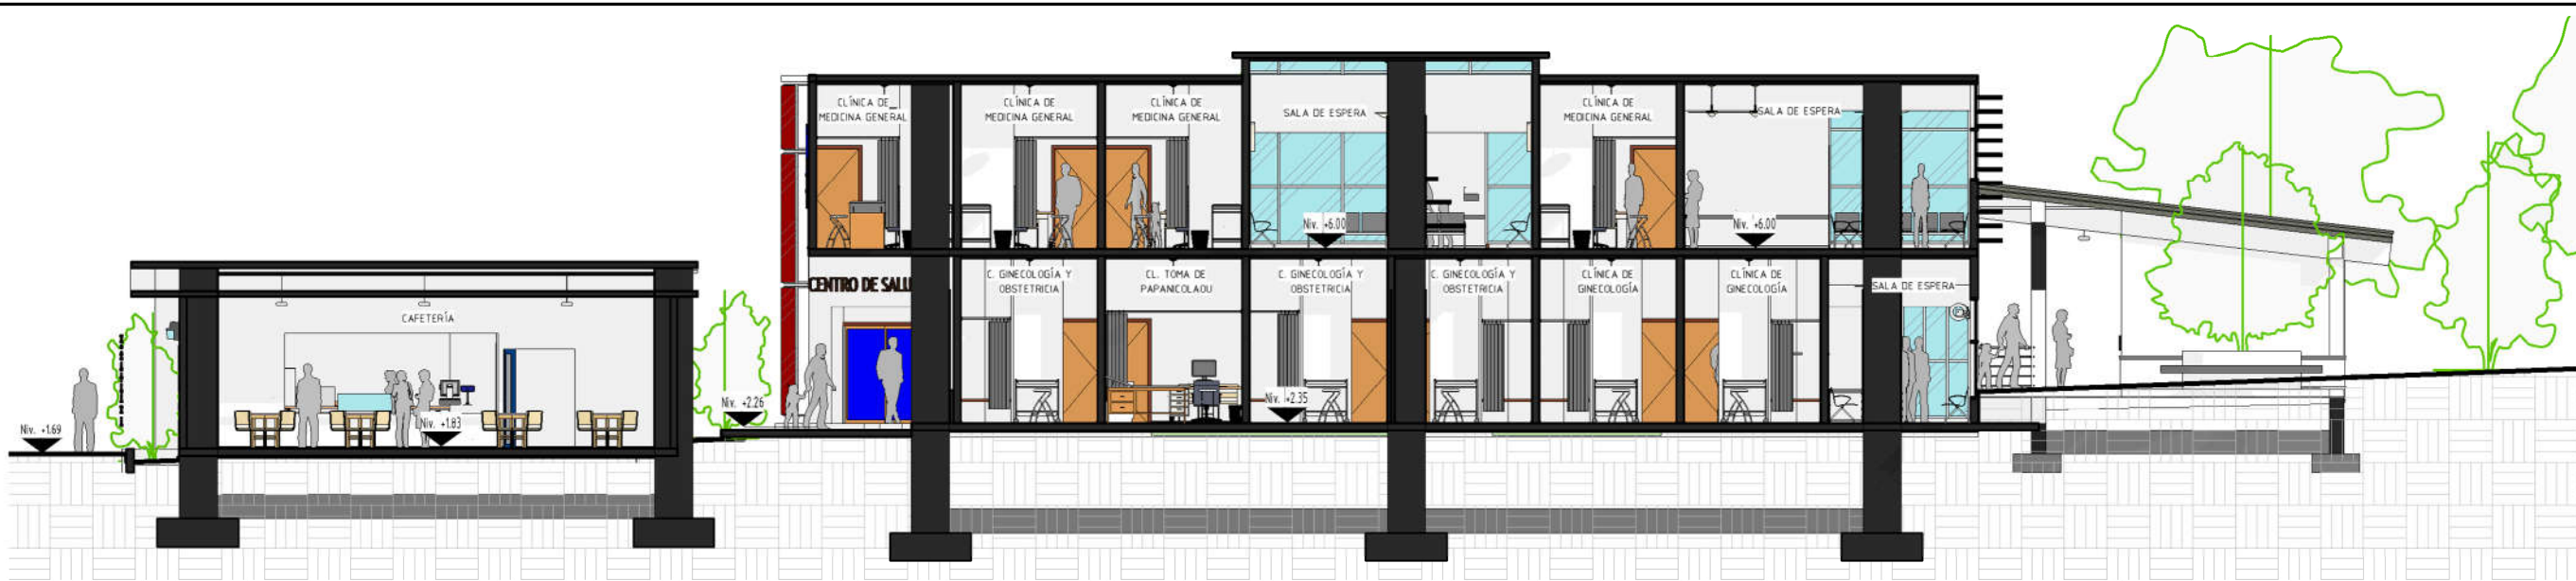 CLÍNICA DE
MEDICINA GENERAL
CLÍNICA DE
MEDICINA GENERAL
CLÍNICA DE
MEDICINA GENERAL
SALA DE ESPERA
CLÍNICA DE
MEDICINA GENERAL
SALA DE ESPERA
Niv. +6.00
Niv. +6.00
CENTRO DE SALU
C. GINECOLOGÍA Y
OBSTETRICIA
CL. TOMA DE
PAPANICOLAOU
C. GINECOLOGÍA Y
OBSTETRICIA
C. GINECOLOGÍA Y
OBSTETRICIA
CLÍNICA DE
GINECOLOGÍA
CLÍNICA DE
GINECOLOGÍA
SALA DE ESPERA
CAFETERÍA
Niv. +1.69
Niv. +1.83
Niv. +2.26
Niv. +2.35